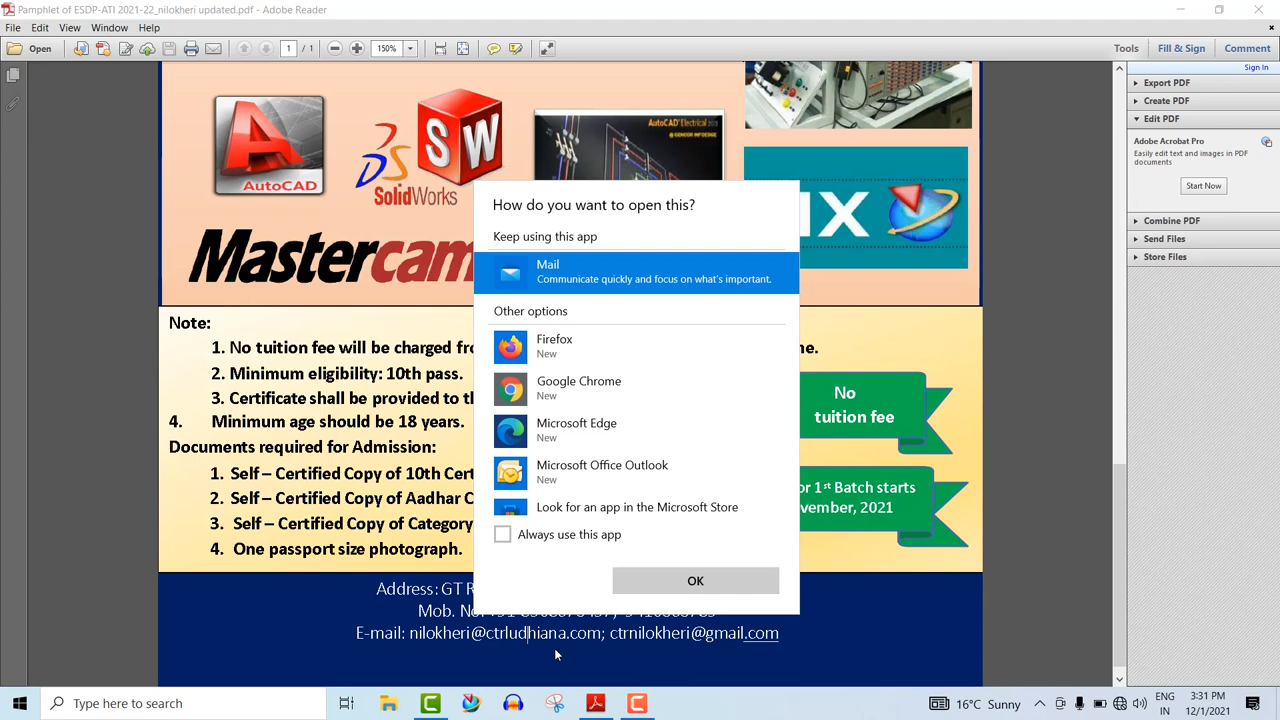 Pamphlet of ESDP-ATI 2021-22_nilokheri updated.pdf - Adobe Reader
File Edit View Window Help
Open 1 / 1 150% Tools Fill & Sign Comment
Sign In
Export PDF
Create PDF
Edit PDF
Adobe Acrobat Pro
Easily edit text and images in PDF
documents
Start Now
Combine PDF
Send Files
Store Files
A
AutoCAD
SW
SolidWorks
AutoCAD Electrical
Mastercam
IX
How do you want to open this?
Keep using this app
Mail
Communicate quickly and focus on what's important.
Other options
Firefox
New
Google Chrome
New
Microsoft Edge
New
Microsoft Office Outlook
New
Look for an app in the Microsoft Store
Always use this app
OK
Note:
1. No tuition fee will be charged fro
e.
2. Minimum eligibility: 10th pass.
3. Certificate shall be provided to th
4. Minimum age should be 18 years.
Documents required for Admission:
1. Self – Certified Copy of 10th Cert
2. Self – Certified Copy of Aadhar C
3. Self – Certified Copy of Category
4. One passport size photograph.
No
tuition fee
or 1st Batch starts
vember, 2021
Address: GT R
Mob. No.
E-mail: nilokheri@ctrludhiana.com; ctrnilokheri@gmail.com
Type here to search
16°C Sunny
ENG
IN
3:31 PM
12/1/2021